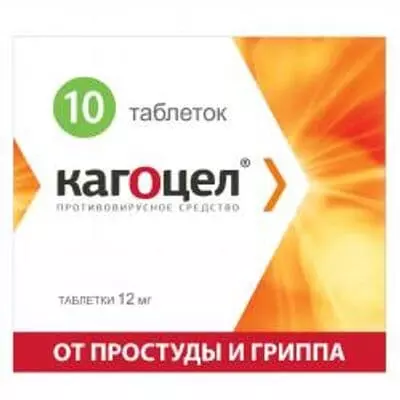 10 таблеток
кагоцел®
ПРОТИВОВИРУСНОЕ СРЕДСТВО
ТАБЛЕТКИ 12 мг
ОТ ПРОСТУДЫ И ГРИППА